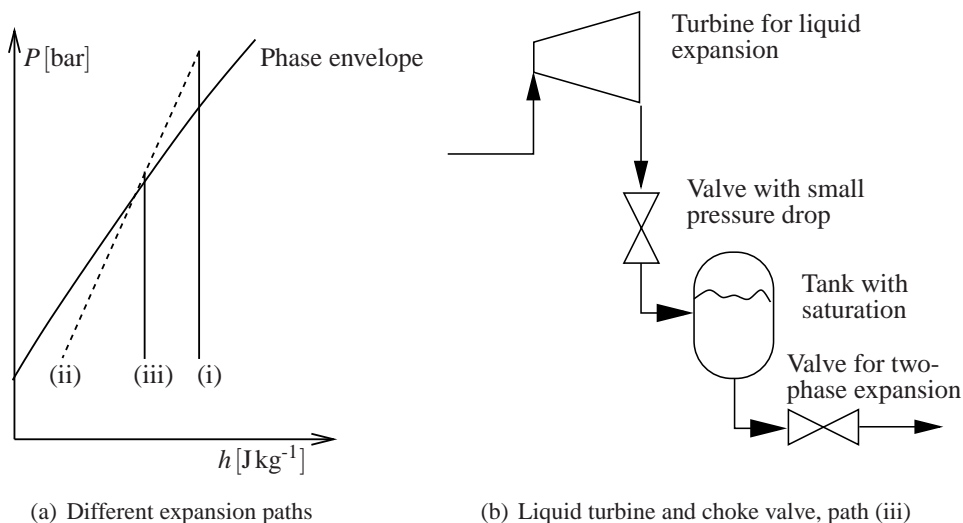 P [bar]
Phase envelope
(ii)
(iii)
(i)
h [J kg-1]
(a) Different expansion paths
Turbine for liquid
expansion
Valve with small
pressure drop
Tank with
saturation
Valve for two-
phase expansion
(b) Liquid turbine and choke valve, path (iii)